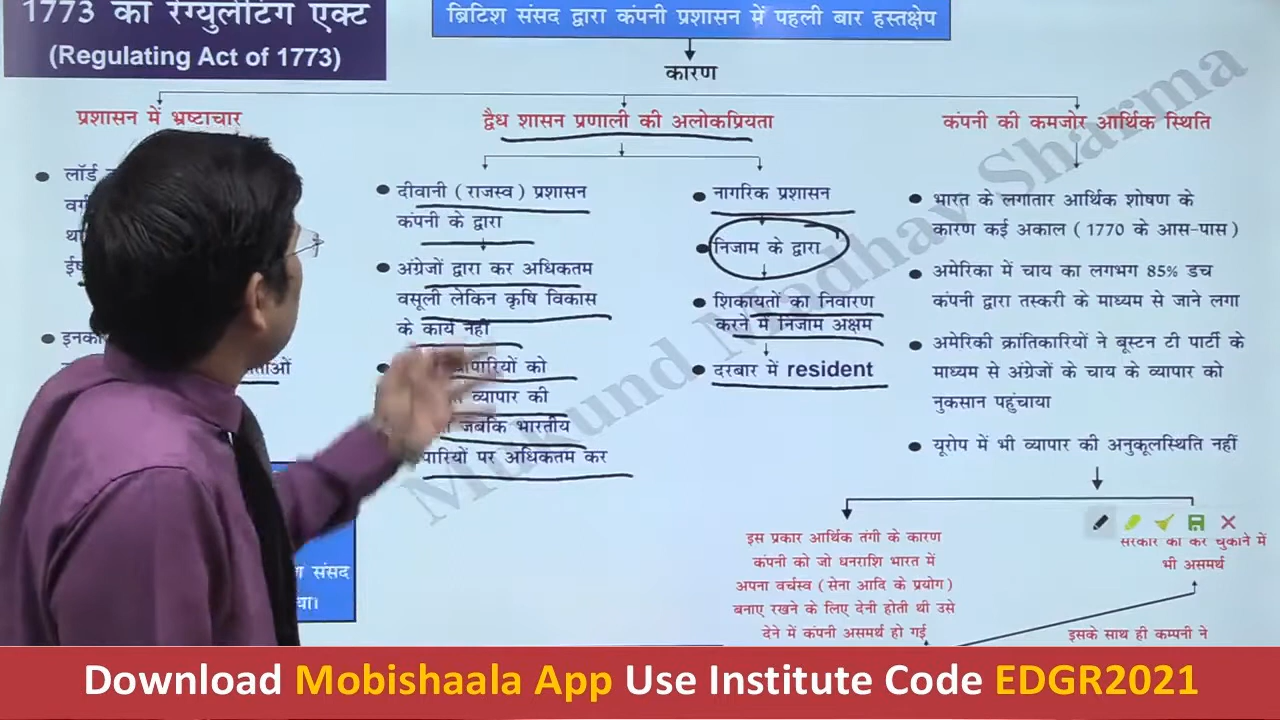 1773 का रेग्युलेटिंग एक्ट
(Regulating Act of 1773)
ब्रिटिश संसद द्वारा कंपनी प्रशासन में पहली बार हस्तक्षेप
कारण
प्रशासन में भ्रष्टाचार
लॉर्ड
इनकी
द्वैध शासन प्रणाली की अलोकप्रियता
दीवानी (राजस्व) प्रशासन
कंपनी के द्वारा
अंग्रेजों द्वारा कर अधिकतम
वसूली लेकिन कृषि विकास
के कार्य नहीं
व्यापारियों को
व्यापार की
जबकि भारतीय
पर अधिकतम कर
नागरिक प्रशासन
निजाम के द्वारा
शिकायतों का निवारण
करने में निजाम अक्षम
दरबार में resident
कंपनी की कमजोर आर्थिक स्थिति
भारत के लगातार आर्थिक शोषण के
कारण कई अकाल (1770 के आस-पास)
अमेरिका में चाय का लगभग 85% डच
कंपनी द्वारा तस्करी के माध्यम से जाने लगा
अमेरिकी क्रांतिकारियों ने बूस्टन टी पार्टी के
माध्यम से अंग्रेजों के चाय के व्यापार को
नुकसान पहुंचाया
यूरोप में भी व्यापार की अनुकूलस्थिति नहीं
इस प्रकार आर्थिक तंगी के कारण
कंपनी को जो धनराशि भारत में
अपना वर्चस्व (सेना आदि के प्रयोग)
बनाए रखने के लिए देनी होती थी उसे
देने में कंपनी असमर्थ हो गई
सरकार को कर चुकाने में
भी असमर्थ
इसके साथ ही कम्पनी ने
संसद
Mukund Madhav Sharma
Download Mobishaala App Use Institute Code EDGR2021